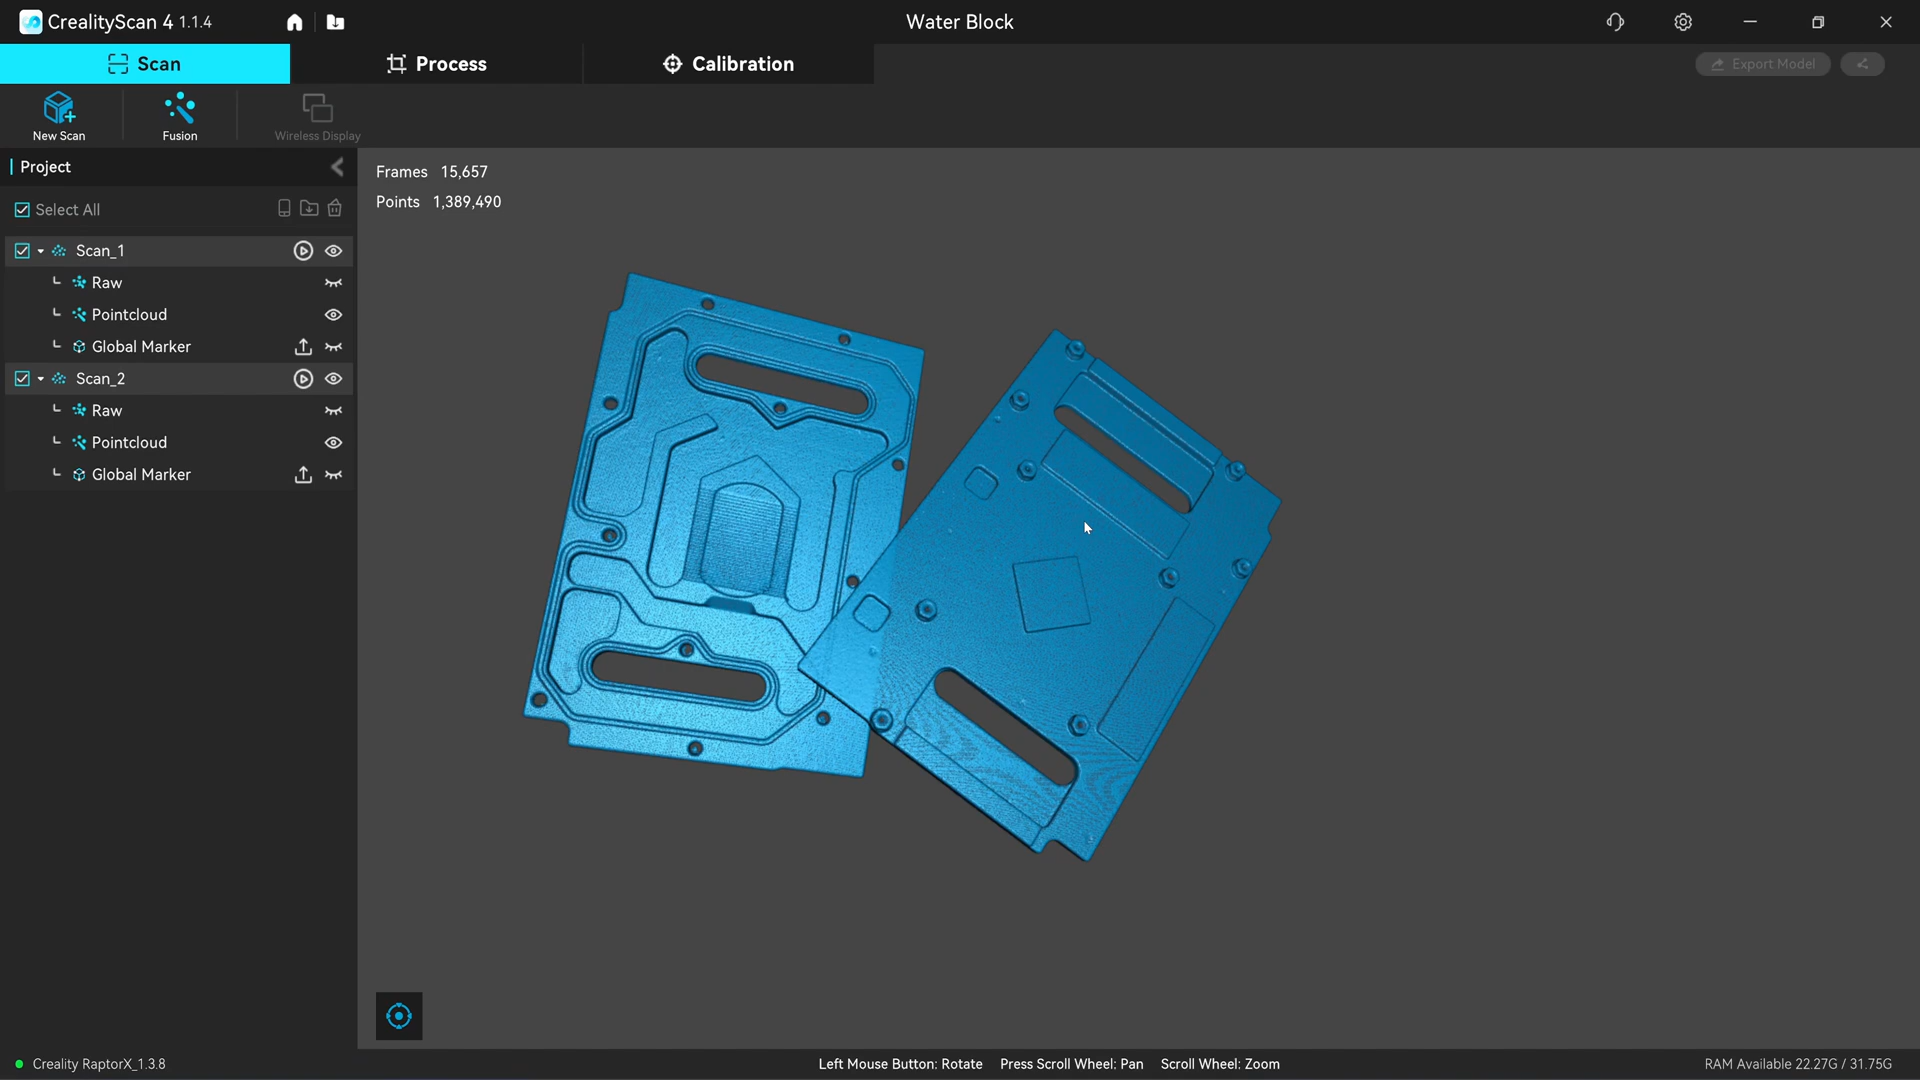 CrealityScan 4 1.1.4
Water Block
Scan
Process
Calibration
Export Model
New Scan
Fusion
Wireless Display
Project
Select All
Scan_1
Raw
Pointcloud
Global Marker
Scan_2
Raw
Pointcloud
Global Marker
Frames 15,657
Points 1,389,490
Creality RaptorX_1.3.8
Left Mouse Button: Rotate Press Scroll Wheel: Pan Scroll Wheel: Zoom
RAM Available 22.27G / 31.75G